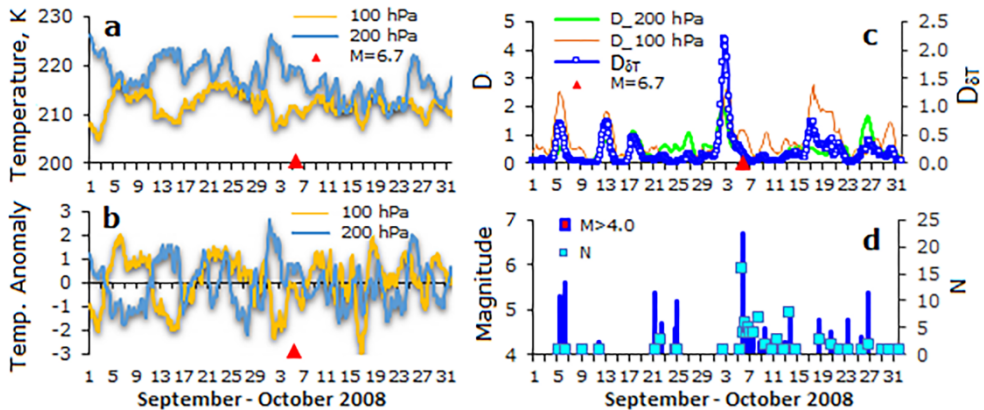 a
Temperature, K
230
220
210
200
100 hPa
200 hPa
M=6.7
1 5 9 13 17 21 25 29 3 7 11 15 19 23 27 31
b
Temp. Anomaly
3
2
1
0
-1
-2
-3
100 hPa
200 hPa
1 5 9 13 17 21 25 29 3 7 11 15 19 23 27 31
September - October 2008
c
D
5
4
3
2
1
0
D_200 hPa
D_100 hPa
DδT
M=6.7
2.5
2.0
1.5
1.0
0.5
0.0
DδT
1 5 9 13 17 21 25 29 3 7 11 15 19 23 27 31
d
Magnitude
7
6
5
4
M>4.0
N
25
20
15
10
5
0
N
1 5 9 13 17 21 25 29 3 7 11 15 19 23 27 31
September - October 2008